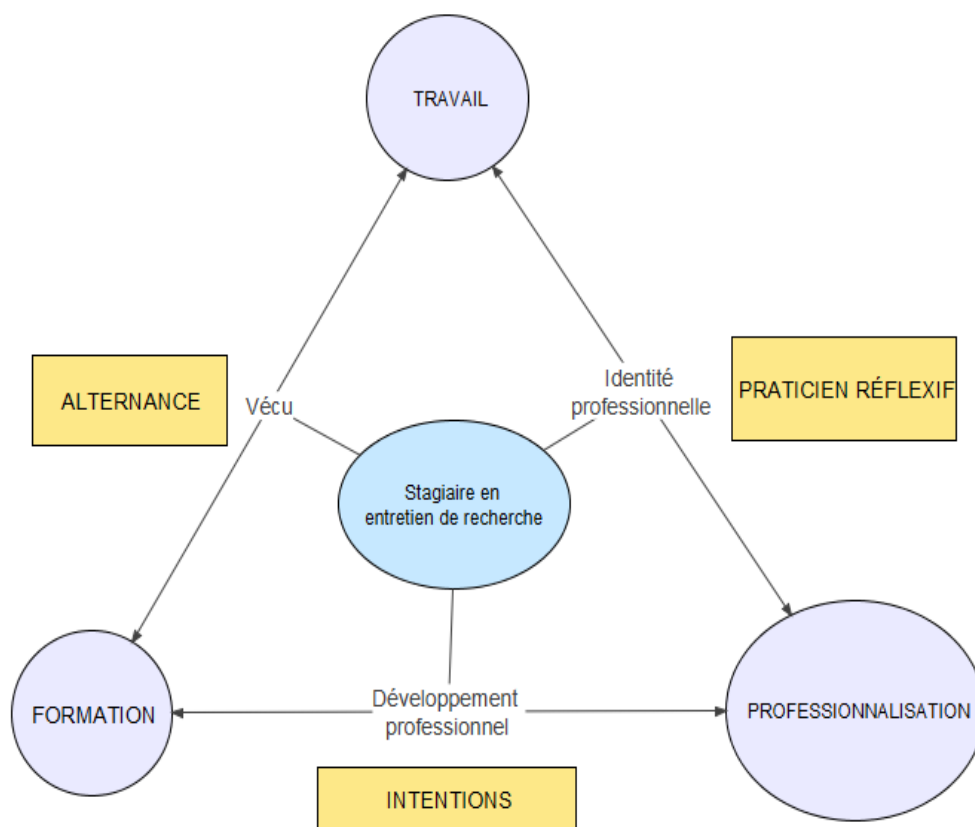 TRAVAIL
ALTERNANCE
Vécu
Identité
professionnelle
PRATICIEN RÉFLEXIF
Stagiaire en
entretien de recherche
FORMATION
Développement
professionnel
PROFESSIONNALISATION
INTENTIONS